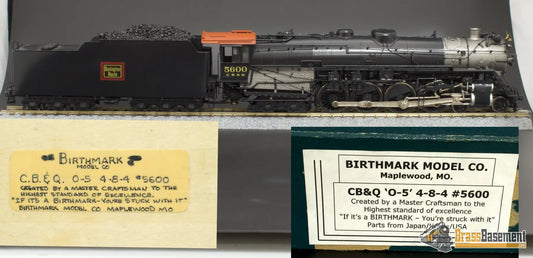 Burlington
Route
5600
C B & Q
BIRTHMARK
MODEL CO
C.B. & Q. O-5 4-8-4 #5600
CREATED BY A MASTER CRAFTSMAN TO THE
HIGHEST STANDARD OF EXCELLENCE.
"IF IT'S A BIRTHMARK-YOU'RE STRUCK WITH IT"
BIRTHMARK MODEL CO MAPLEWOOD MO
BIRTHMARK MODEL CO.
Maplewood, MO.
CB&Q 'O-5' 4-8-4 #5600
Created by a Master Craftsman to the
Highest standard of excellence
"If it's a BIRTHMARK – You're struck with it"
Parts from Japan/ /USA
BrassBasement